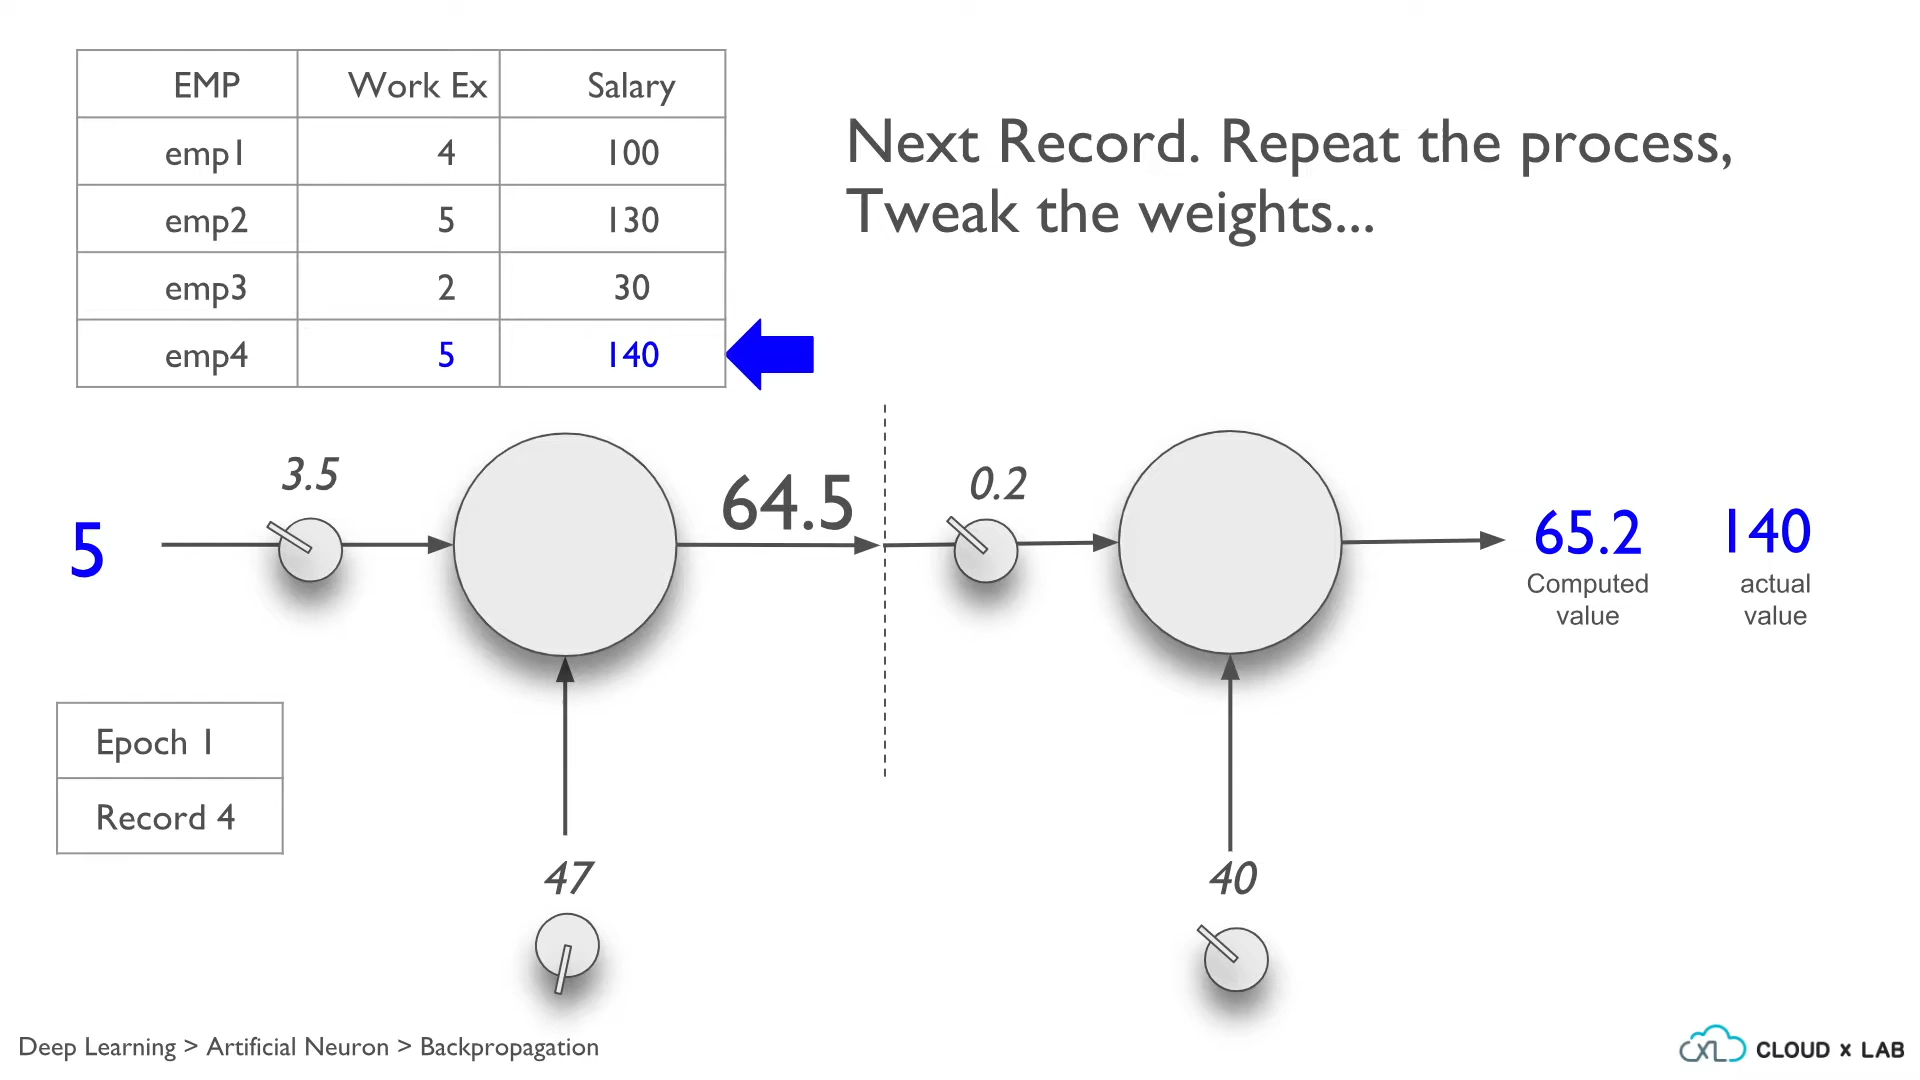 EMP Work Ex Salary
emp1 4 100
emp2 5 130
emp3 2 30
emp4 5 140
Next Record. Repeat the process,
Tweak the weights...
3.5
64.5
0.2
5
65.2
140
Computed
value
actual
value
Epoch 1
Record 4
47
40
Deep Learning > Artificial Neuron > Backpropagation
CXL CLOUD x LAB